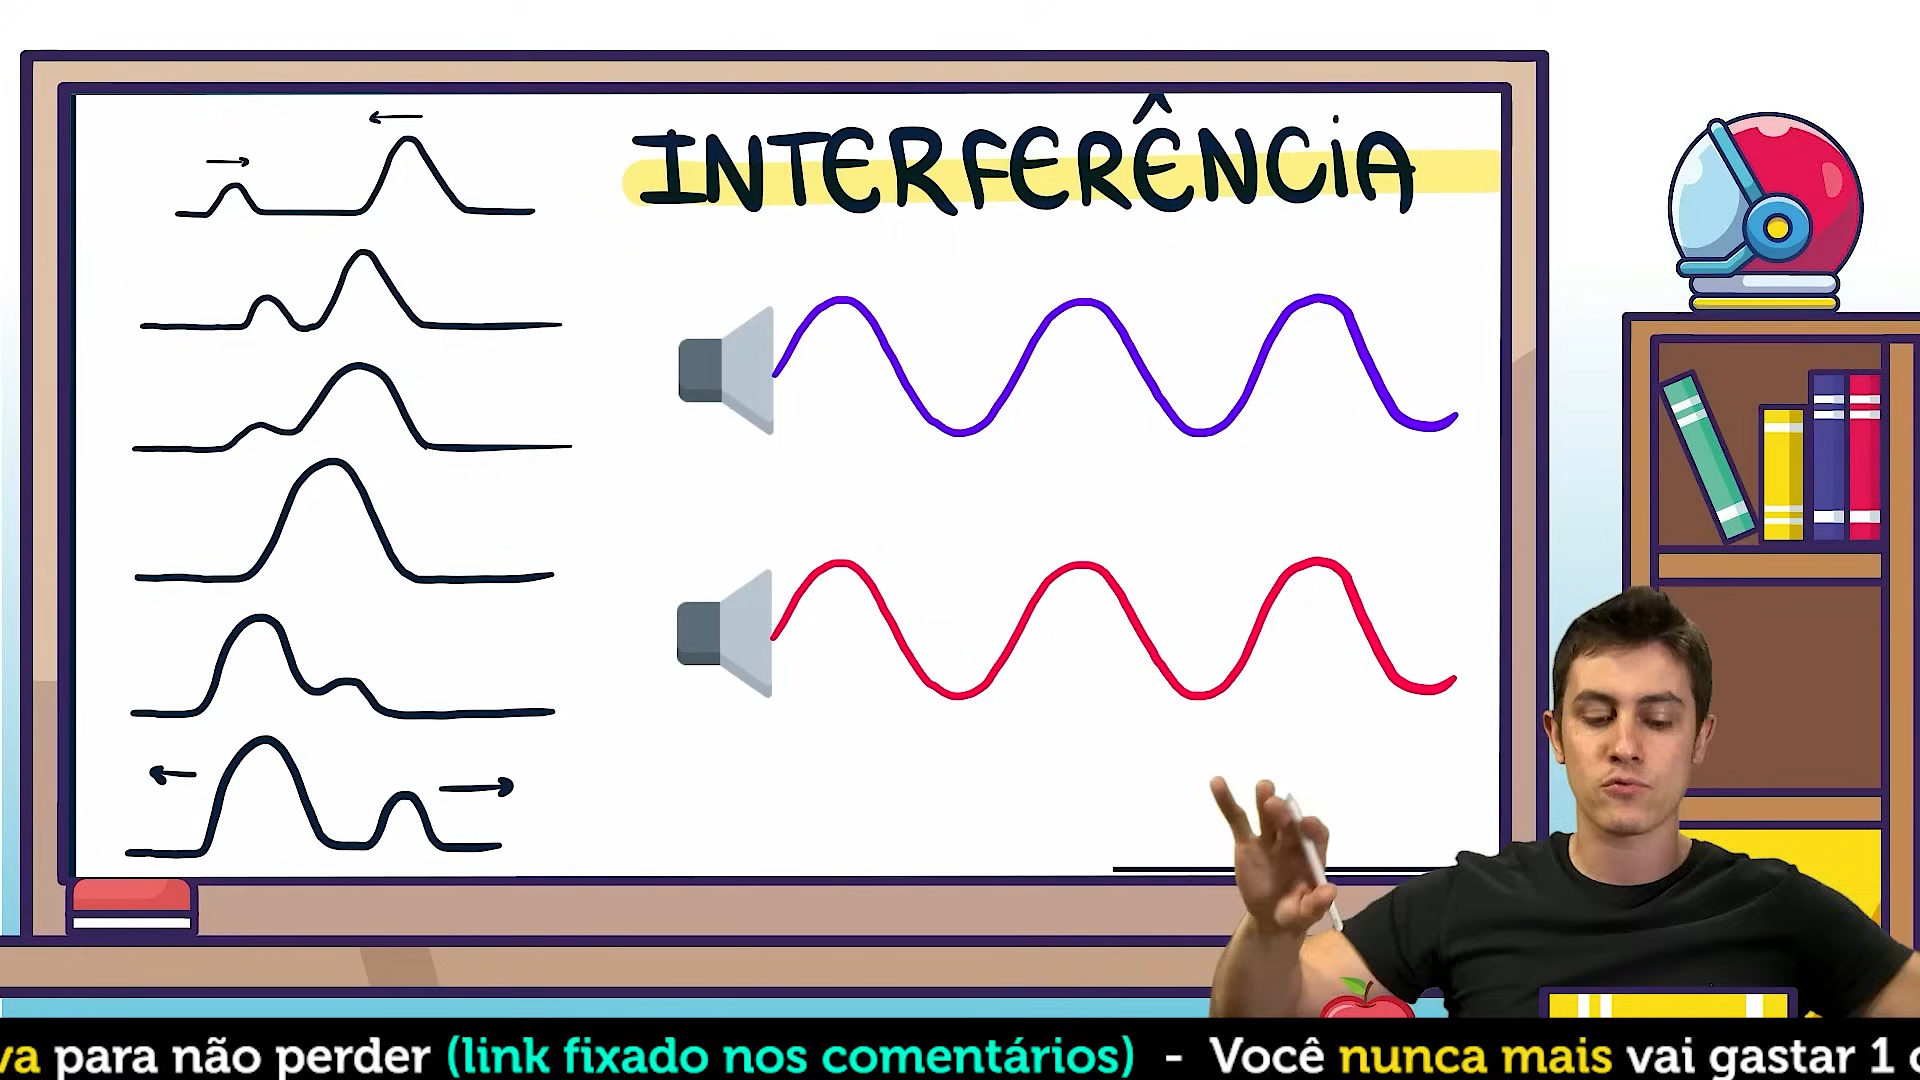 INTERFERÊNCIA
va para não perder (link fixado nos comentários) - Você nunca mais vai gastar 1